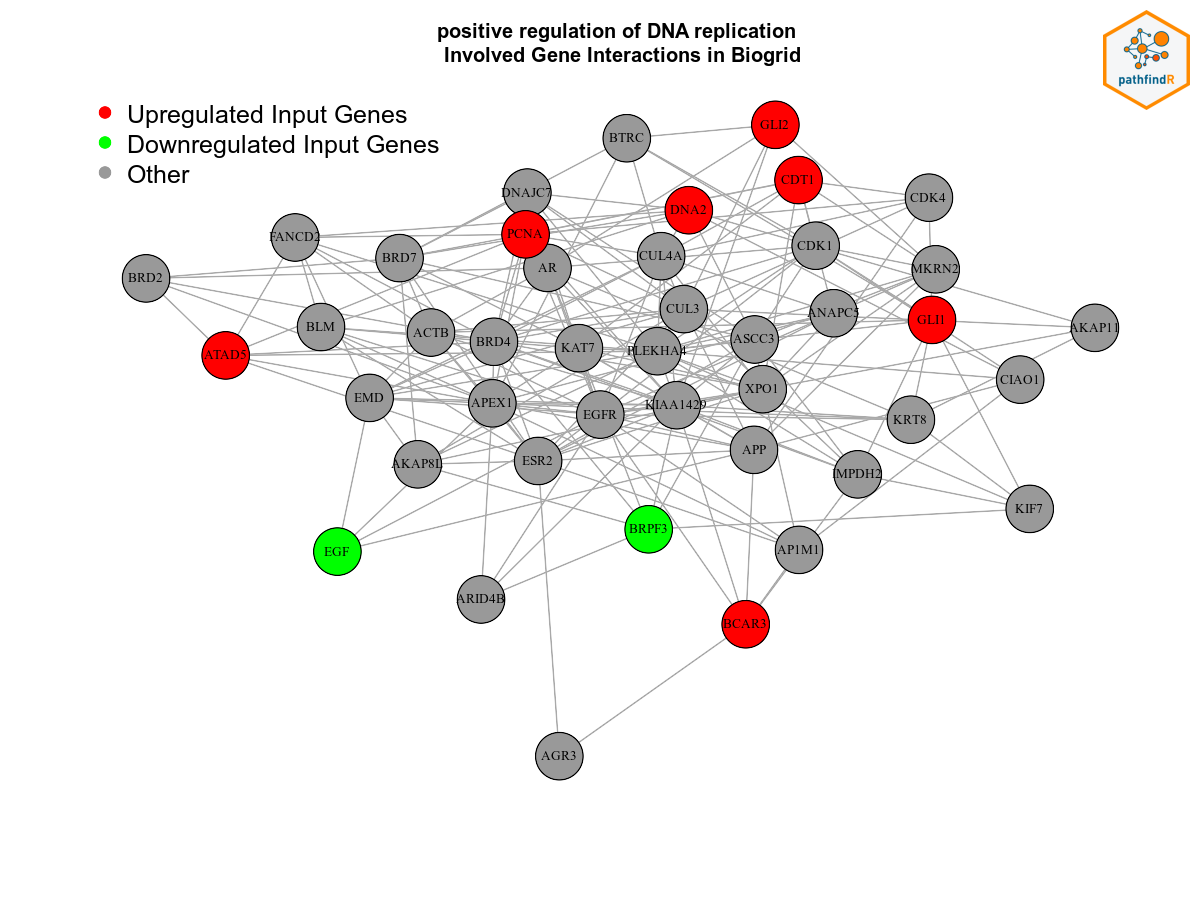 positive regulation of DNA replication
Involved Gene Interactions in Biogrid
pathfindR
Upregulated Input Genes
Downregulated Input Genes
Other
GLI2
BTRC
CDT1
DNAJC7
CDK4
DNA2
PCNA
FANCD2
CDK1
BRD7
CUL4A
AR
MKRN2
BRD2
CUL3
ANAPC5
GLI1
BLM
AKAP11
ACTB
BRD4
ASCC3
KAT7
PLEKHA4
ATAD5
CIAO1
XPO1
EMD
APEX1
KIAA1429
EGFR
KRT8
APP
ESR2
AKAP8L
IMPDH2
KIF7
BRPF3
EGF
AP1M1
ARID4B
BCAR3
AGR3